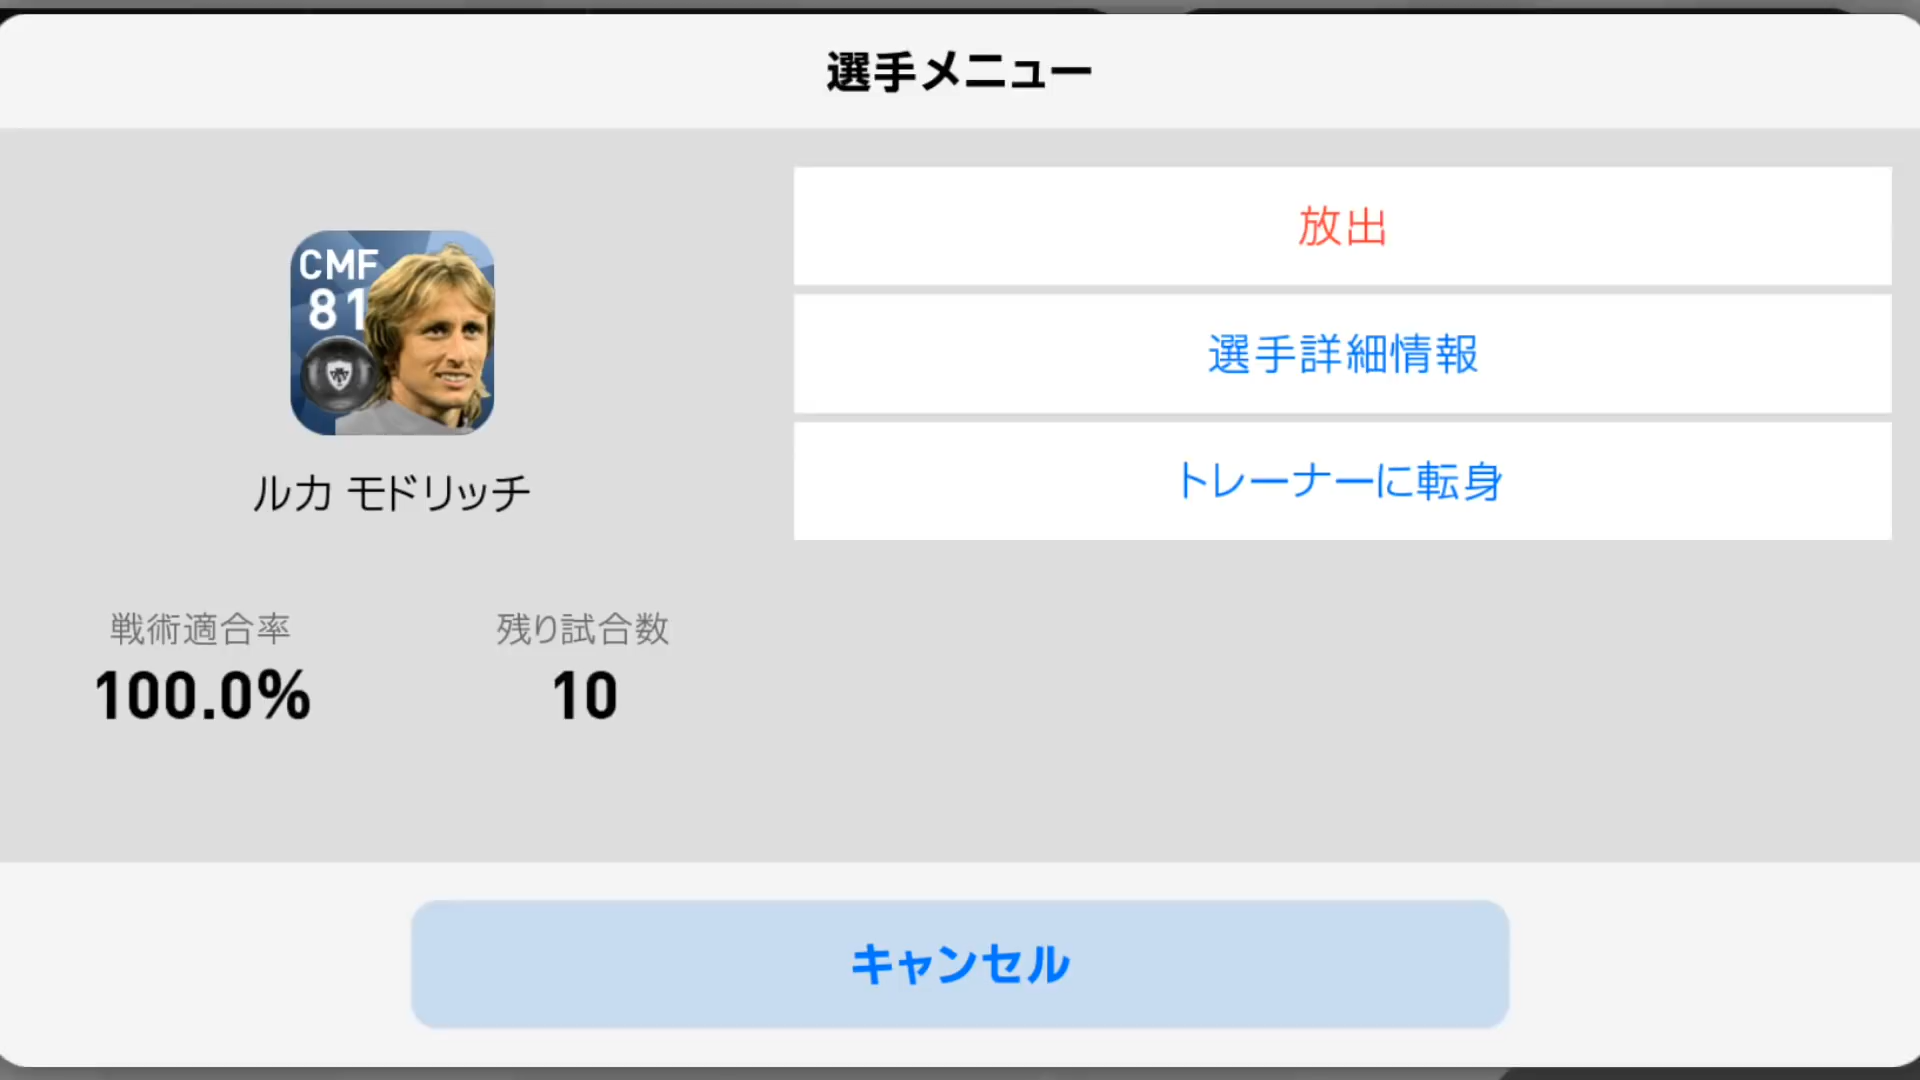 選手メニュー
CMF
81
ルカ モドリッチ
戦術適合率
残り試合数
100.0%
10
放出
選手詳細情報
トレーナーに転身
キャンセル